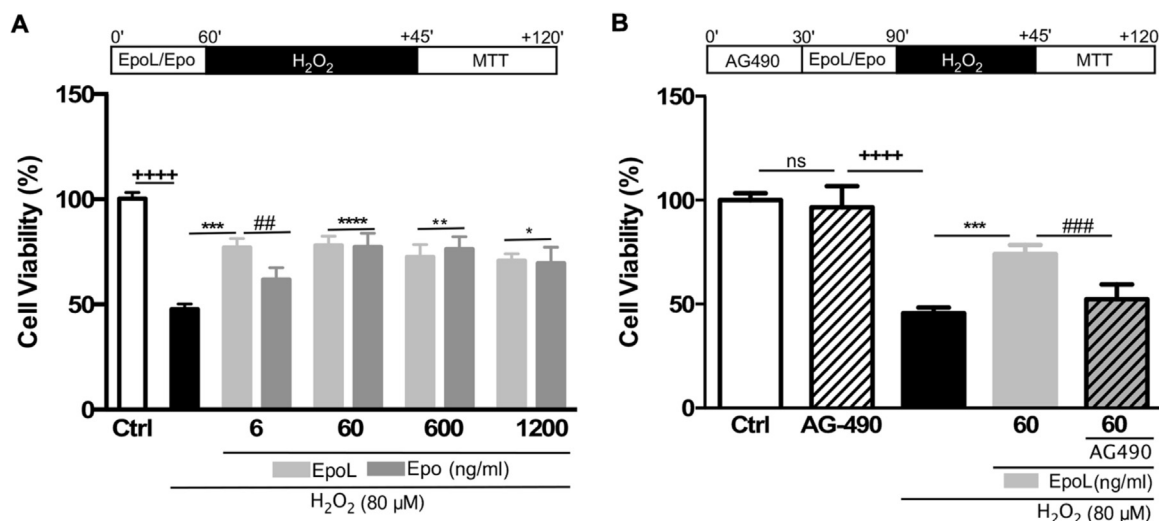 A
0' 60' +45' +120'
EpoL/Epo H₂O₂ MTT
Cell Viability (%)
150
100
50
0
++++
*** ## **** ** *
Ctrl 6 60 600 1200
EpoL Epo (ng/ml)
H₂O₂ (80 µM)
B
0' 30' 90' +45' +120
AG490 EpoL/Epo H₂O₂ MTT
Cell Viability (%)
150
100
50
0
ns ++++
*** ###
Ctrl AG-490 60 60
AG490
EpoL (ng/ml)
H₂O₂ (80 µM)